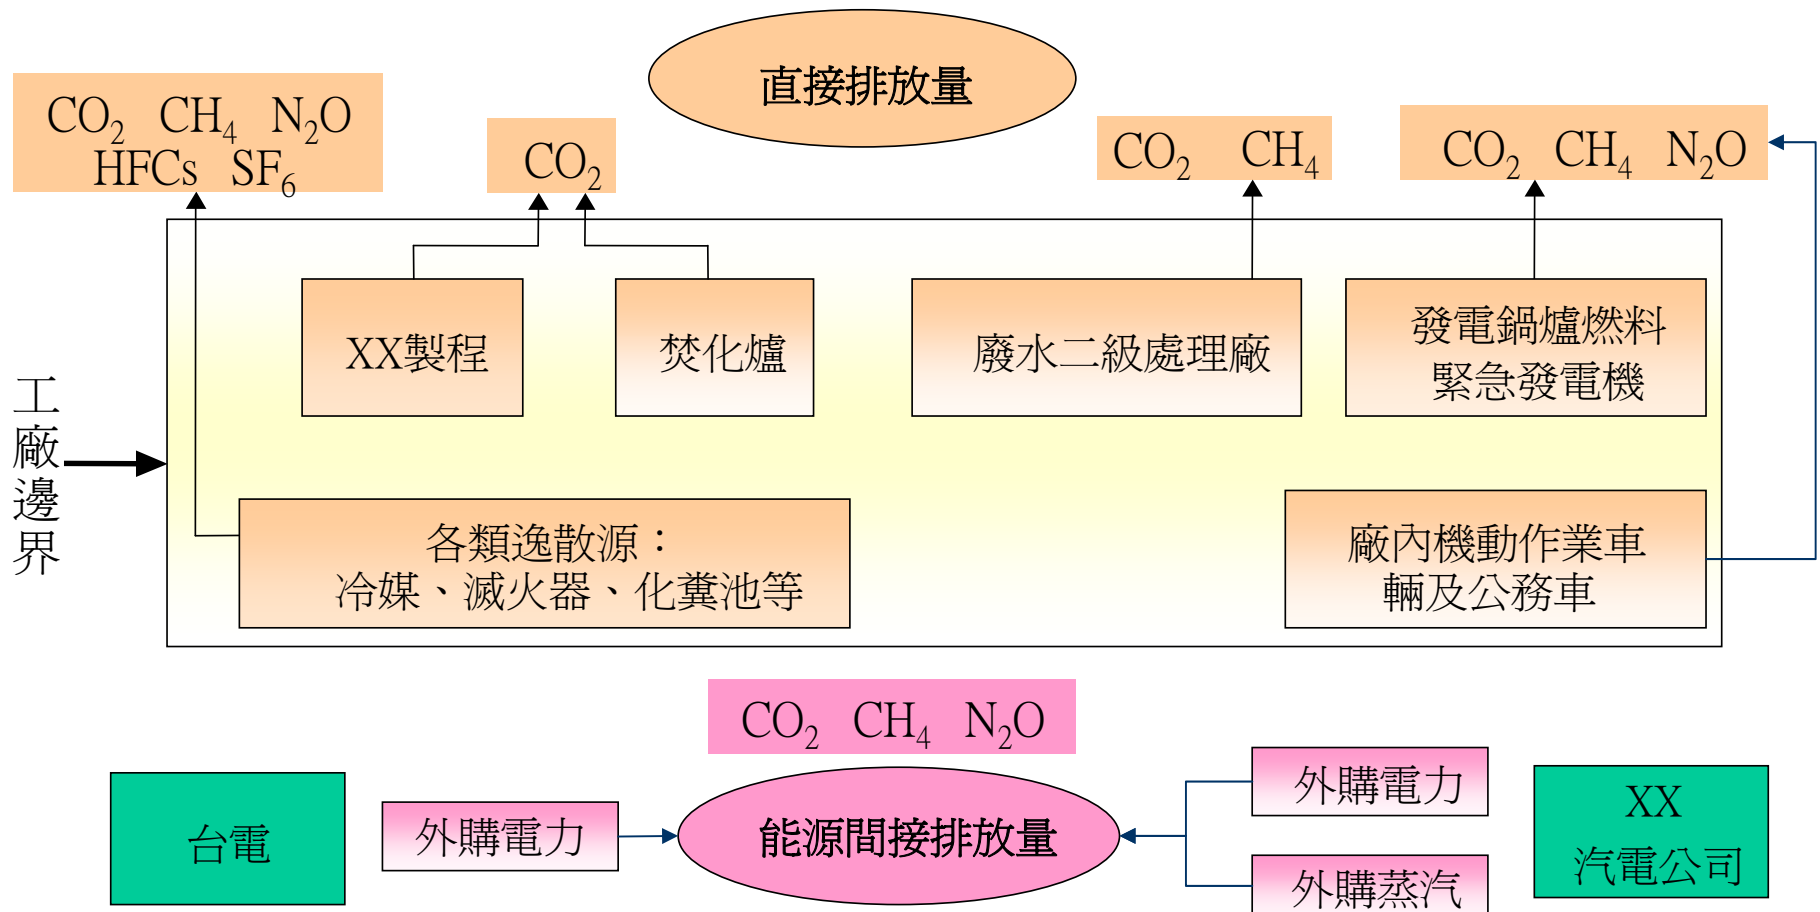 直接排放量
CO₂ CH₄ N₂O
HFCs SF₆
CO₂
CO₂ CH₄
CO₂ CH₄ N₂O
XX製程
焚化爐
廢水二級處理廠
發電鍋爐燃料
緊急發電機
工廠邊界
各類逸散源：
冷媒、滅火器、化糞池等
廠內機動作業車
輛及公務車
CO₂ CH₄ N₂O
台電
外購電力
能源間接排放量
外購電力
外購蒸汽
XX
汽電公司